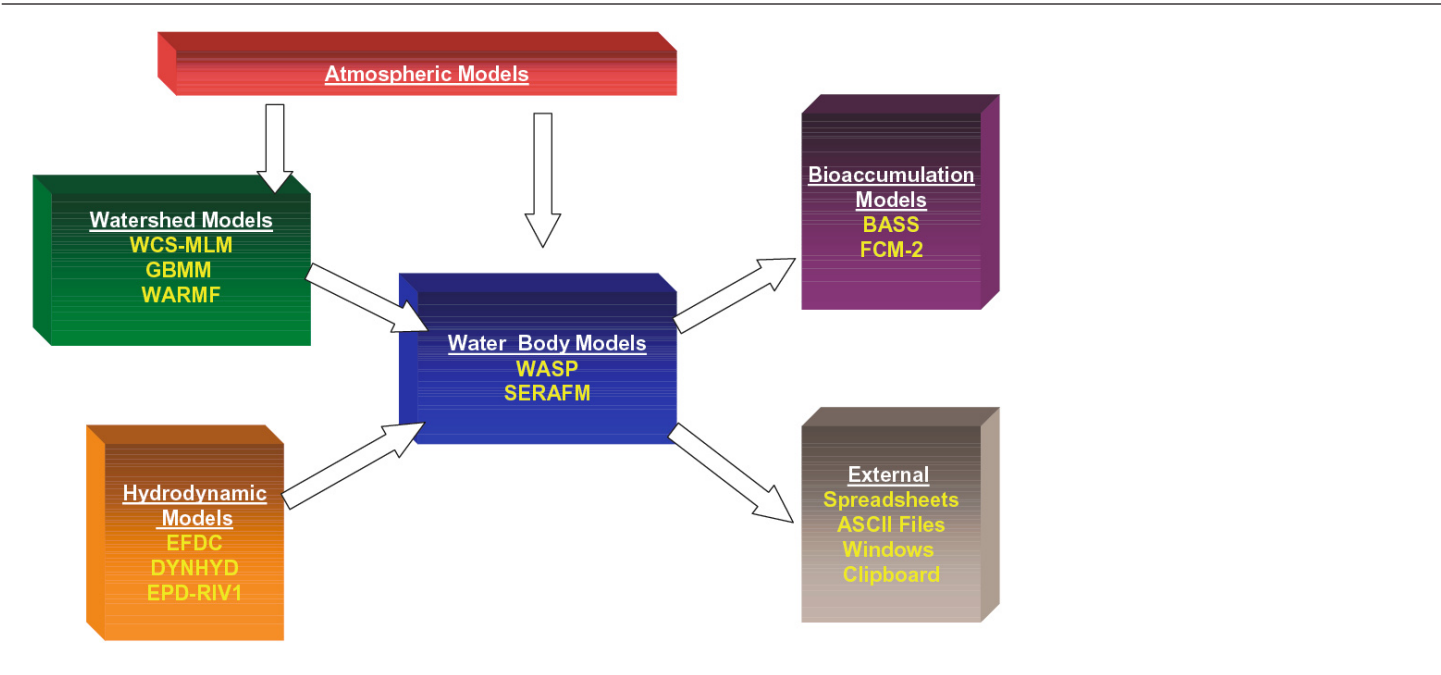 Atmospheric Models
Watershed Models
WCS-MLM
GBMM
WARMF
Hydrodynamic
Models
EFDC
DYNHYD
EPD-RIV1
Water Body Models
WASP
SERAFM
Bioaccumulation
Models
BASS
FCM-2
External
Spreadsheets
ASCII Files
Windows
Clipboard